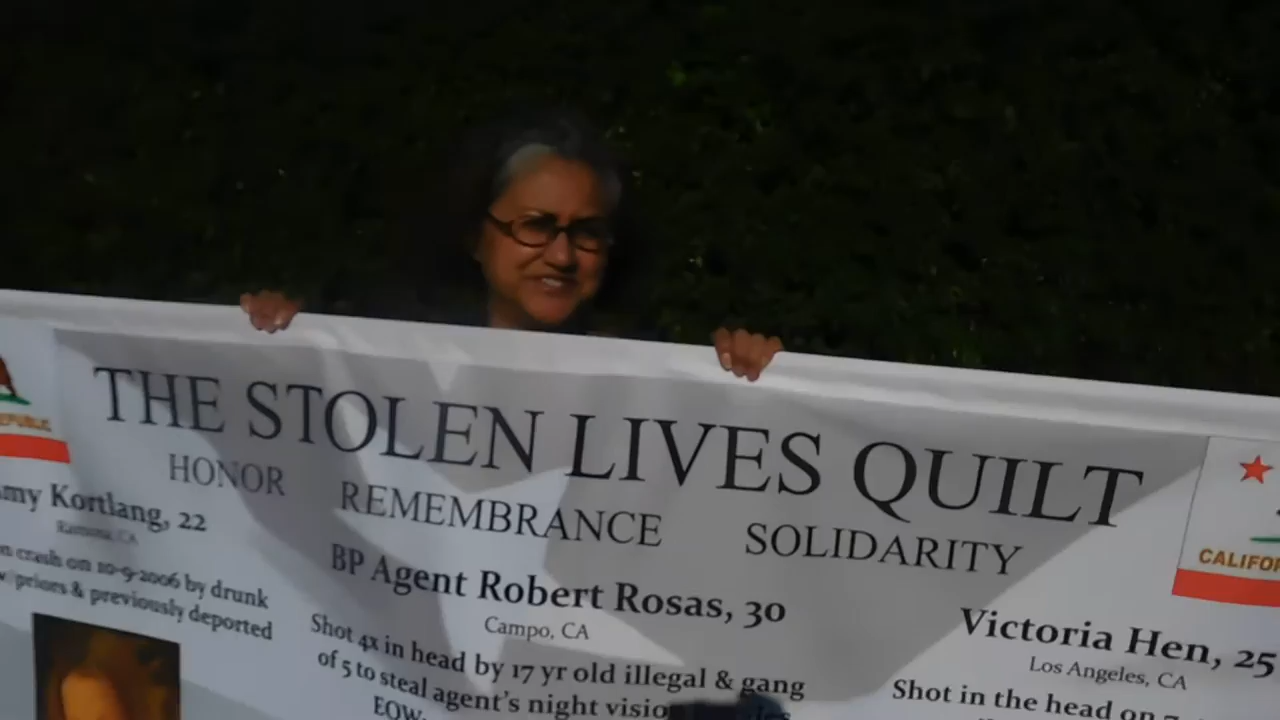 THE STOLEN LIVES QUILT
HONOR REMEMBRANCE SOLIDARITY
REPUBLIC
my Kortlang, 22
Ramona, CA
n crash on 10-9-2006 by drunk
w/priors & previously deported
BP Agent Robert Rosas, 30
Campo, CA
Shot 4x in head by 17 yr old illegal & gang
of 5 to steal agent's night visio
EOW
CALIFOR
Victoria Hen, 25
Los Angeles, CA
Shot in the head on